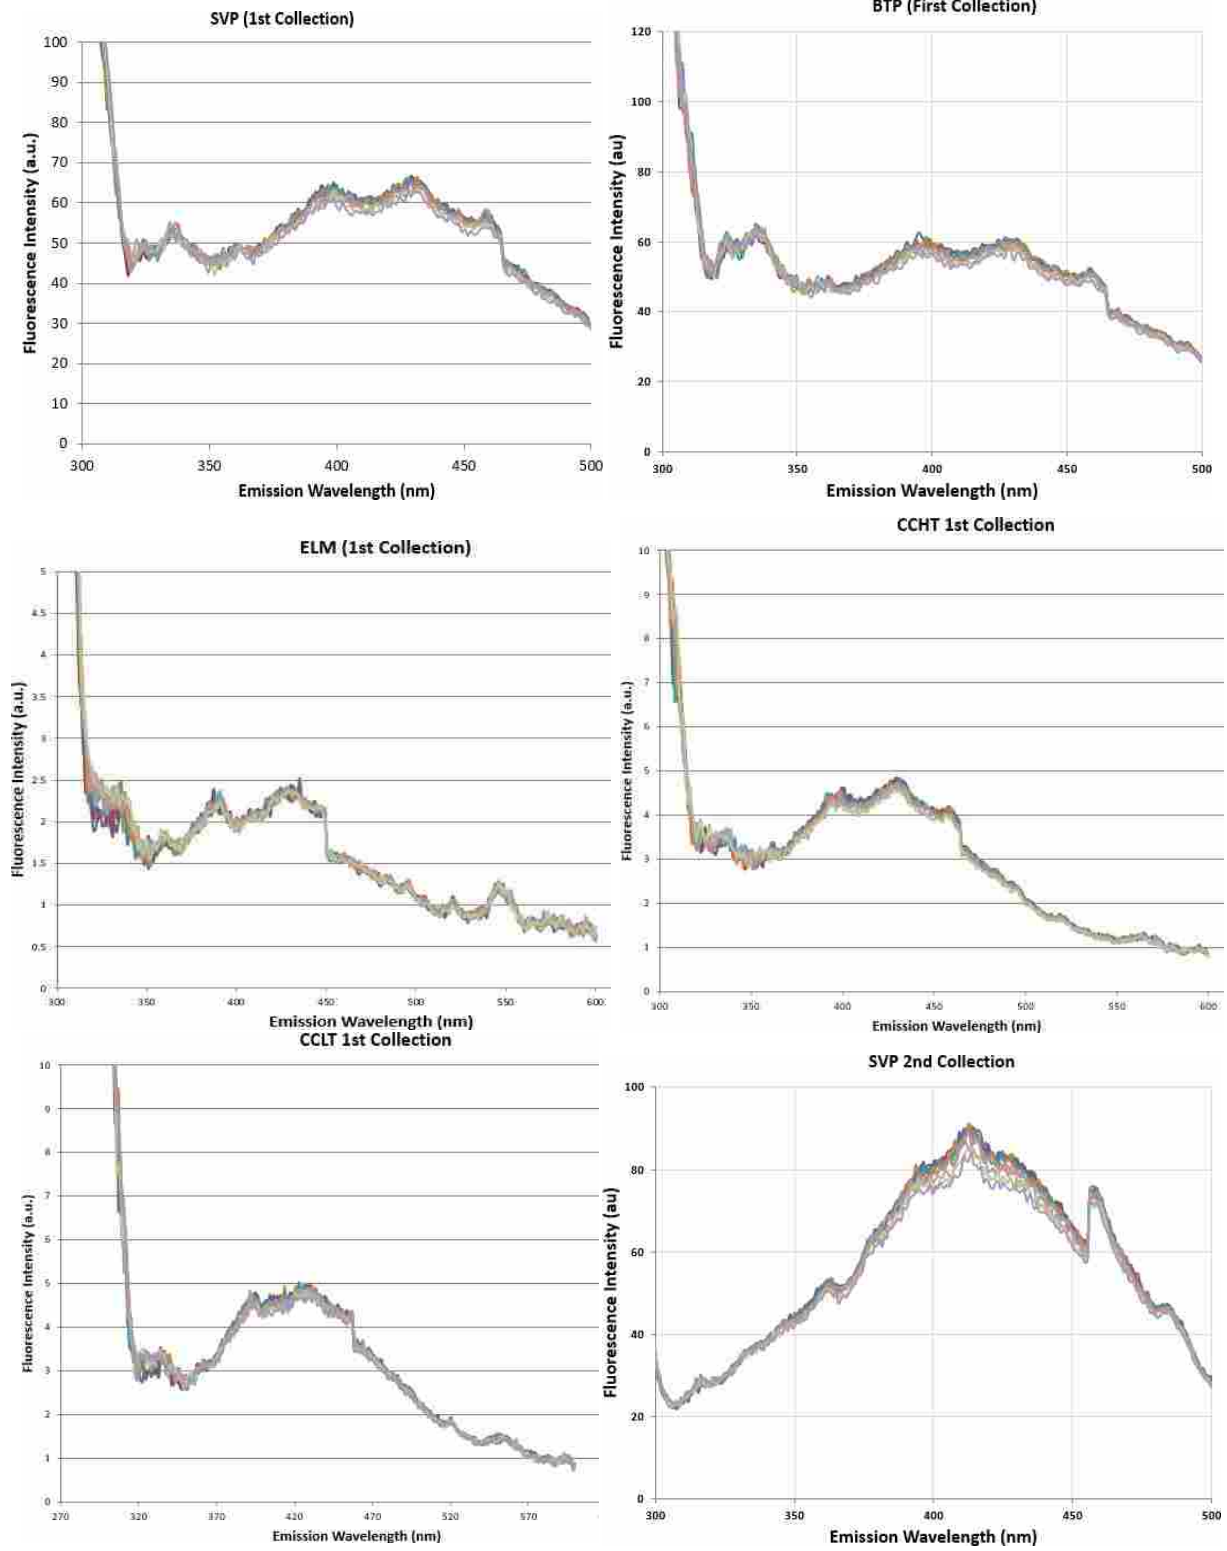 SVP (1st Collection)
100
90
80
70
60
50
40
30
20
10
0
Fluorescence Intensity (a.u.)
300 350 400 450 500
Emission Wavelength (nm)
BTP (First Collection)
120
100
80
60
40
20
0
Fluorescence Intensity (au)
300 350 400 450 500
Emission Wavelength (nm)
ELM (1st Collection)
5
4.5
4
3.5
3
2.5
2
1.5
1
0.5
0
Fluorescence Intensity (a.u.)
300 350 400 450 500 550 600
Emission Wavelength (nm)
CCHT 1st Collection
10
9
8
7
6
5
4
3
2
1
0
Fluorescence Intensity (a.u.)
300 350 400 450 500 550 600
Emission Wavelength (nm)
CCLT 1st Collection
10
9
8
7
6
5
4
3
2
1
0
Fluorescence Intensity (a.u.)
270 320 370 420 470 520 570
Emission Wavelength (nm)
SVP 2nd Collection
100
80
60
40
20
0
Fluorescence Intensity (au)
300 350 400 450 500
Emission Wavelength (nm)